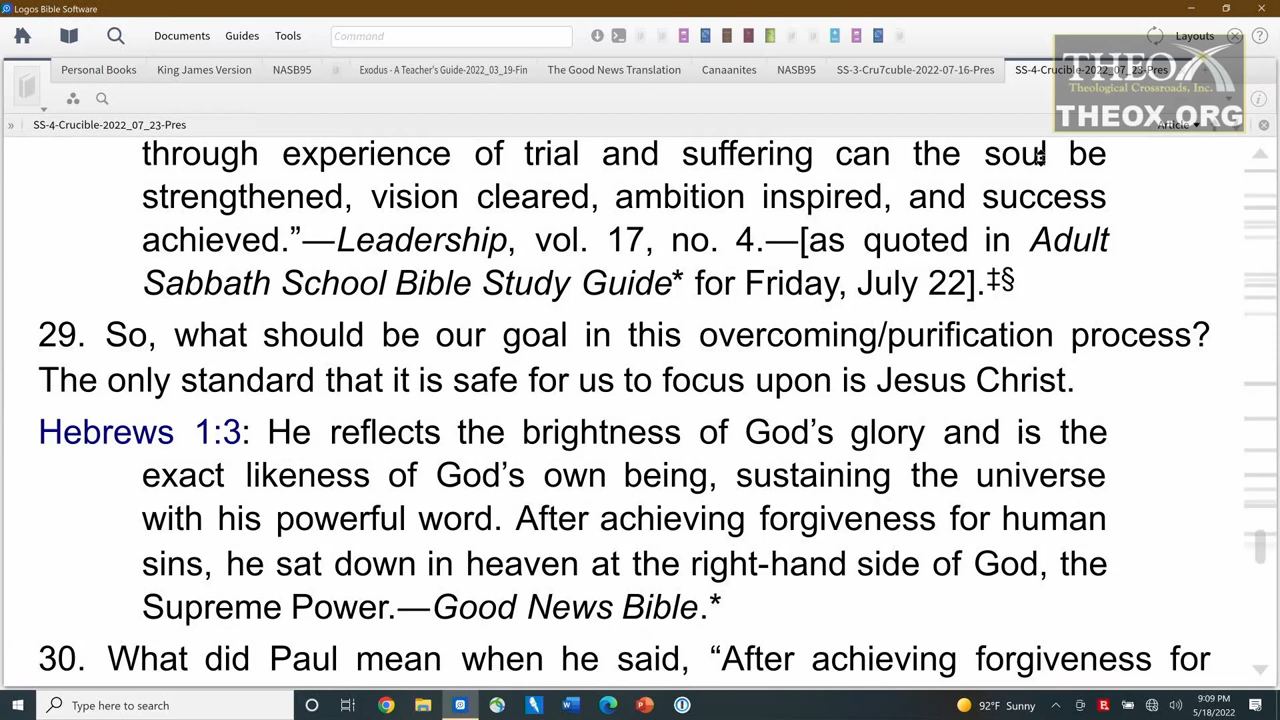 Logos Bible Software
Documents Guides Tools Command Layouts
Personal Books King James Version NASB95 2022_03_19-Fin The Good News Translation Canaanites NASB95 SS-3-Cru7cuble-2022-07-16-Pres SS-4-Crucible-2022_07_23-Pres
THEOX
Theological Crossroads, Inc.
THEOX.ORG
» SS-4-Crucible-2022_07_23-Pres Article
through experience of trial and suffering can the soul be
strengthened, vision cleared, ambition inspired, and success
achieved.”—Leadership, vol. 17, no. 4.—[as quoted in Adult
Sabbath School Bible Study Guide* for Friday, July 22].‡§
29. So, what should be our goal in this overcoming/purification process?
The only standard that it is safe for us to focus upon is Jesus Christ.
Hebrews 1:3: He reflects the brightness of God’s glory and is the
exact likeness of God’s own being, sustaining the universe
with his powerful word. After achieving forgiveness for human
sins, he sat down in heaven at the right-hand side of God, the
Supreme Power.—Good News Bible.*
30. What did Paul mean when he said, “After achieving forgiveness for
Type here to search 92°F Sunny 9:09 PM
5/18/2022